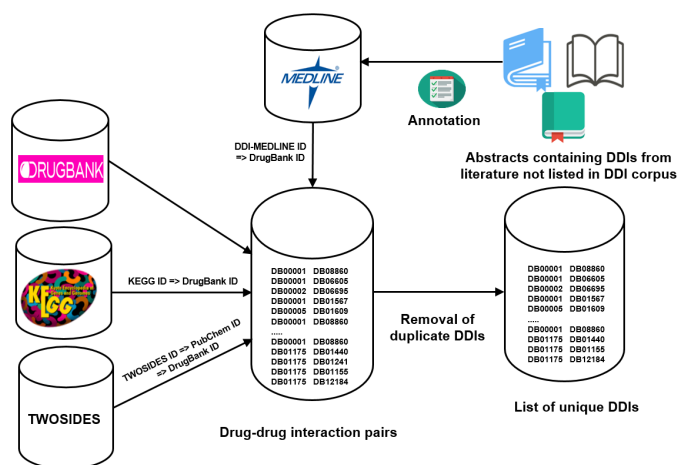 MEDLINE
Annotation
Abstracts containing DDIs from
literature not listed in DDI corpus
DDI-MEDLINE ID
=> DrugBank ID
DRUGBANK
KEGG
KEGG ID => DrugBank ID
TWOSIDES
TWOSIDES ID => PubChem ID
=> DrugBank ID
DB00001 DB08860
DB00001 DB06605
DB00002 DB06695
DB00001 DB01567
DB00005 DB01609
DB00001 DB08860
.....
DB00001 DB08860
DB01175 DB01440
DB01175 DB01241
DB01175 DB01155
DB01175 DB12184
Drug-drug interaction pairs
Removal of
duplicate DDIs
DB00001 DB08860
DB00001 DB06605
DB00002 DB06695
DB00001 DB01567
DB00005 DB01609
.....
DB00001 DB08860
DB01175 DB01440
DB01175 DB01155
DB01175 DB12184
List of unique DDIs